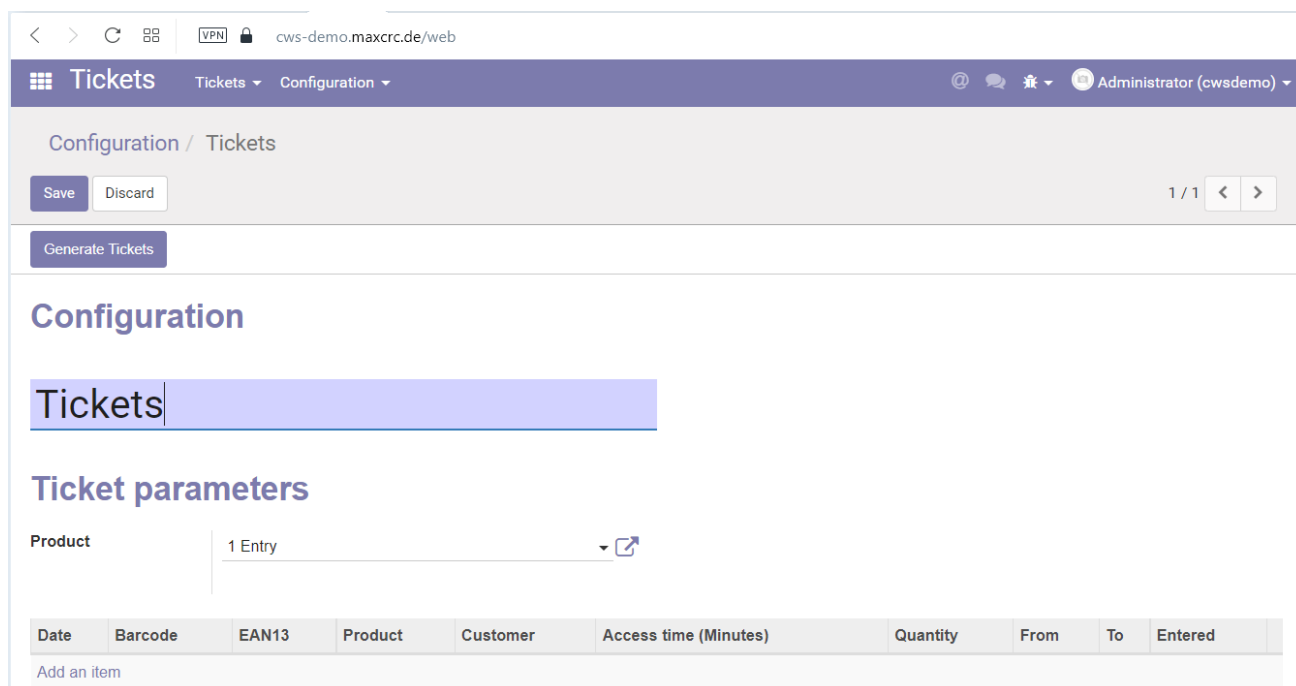 VPN cws-demo.maxcrc.de/web
Tickets Tickets Configuration @ Administrator (cwsdemo)
Configuration / Tickets
Save Discard 1 / 1
Generate Tickets
Configuration
Tickets
Ticket parameters
Product 1 Entry
Date Barcode EAN13 Product Customer Access time (Minutes) Quantity From To Entered
Add an item